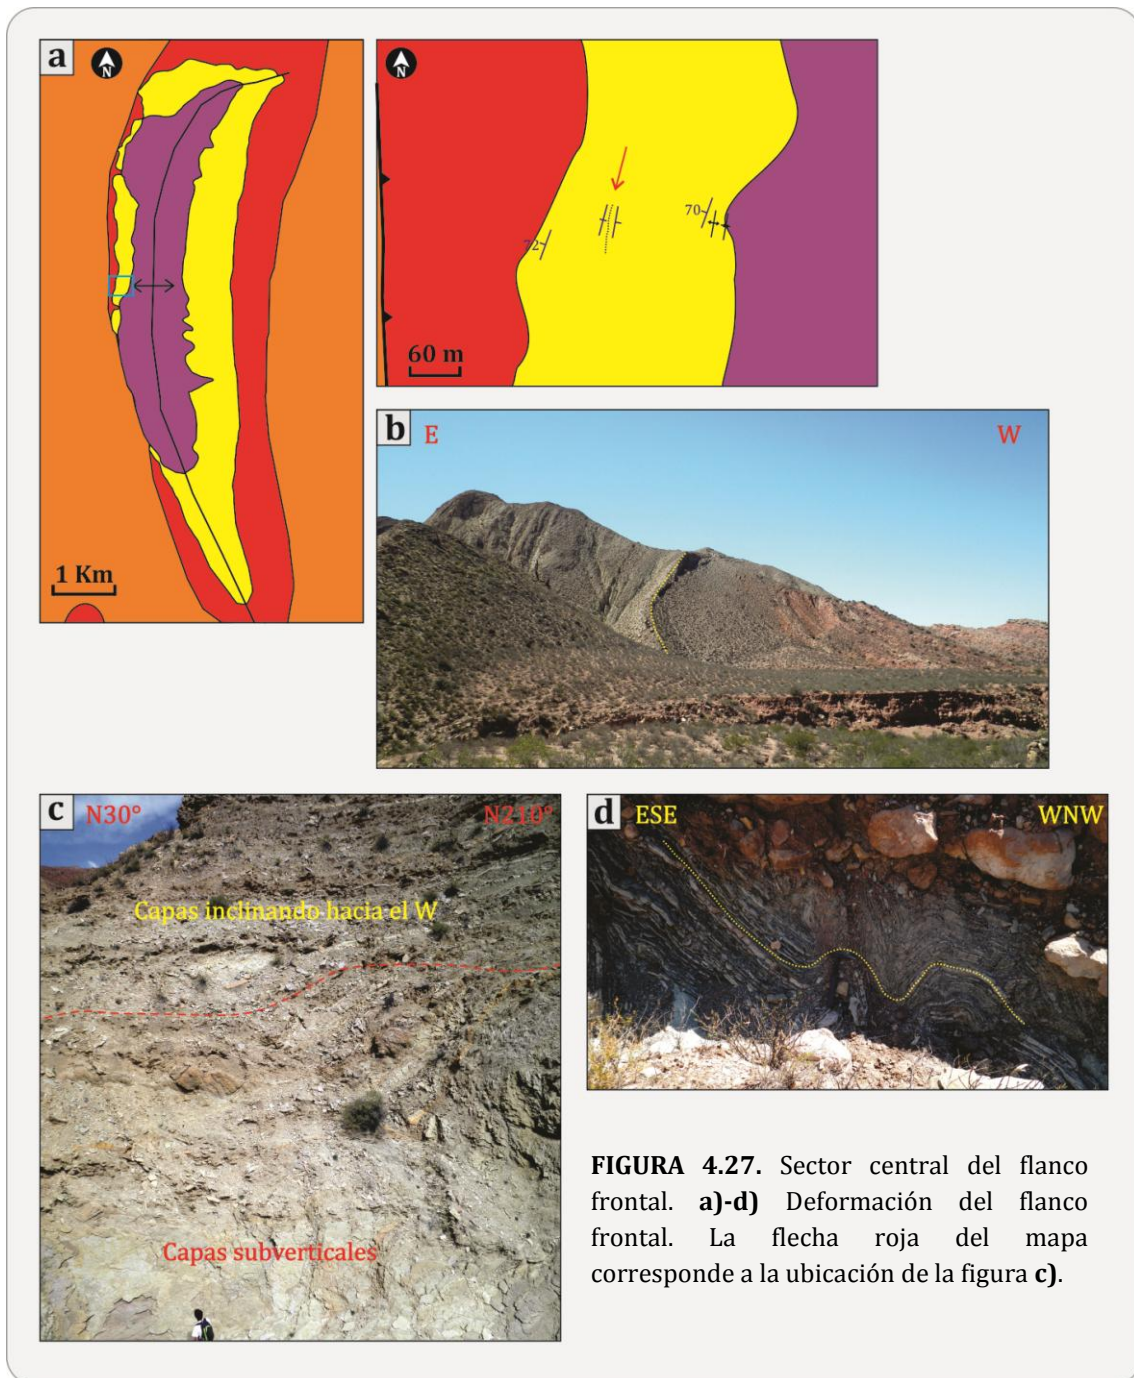 a
N
1 Km
N
70
72
60 m
b E W
c N30° N210°
Capas inclinando hacia el W
Capas subverticales
d ESE WNW
FIGURA 4.27. Sector central del flanco
frontal. a)-d) Deformación del flanco
frontal. La flecha roja del mapa
corresponde a la ubicación de la figura c).